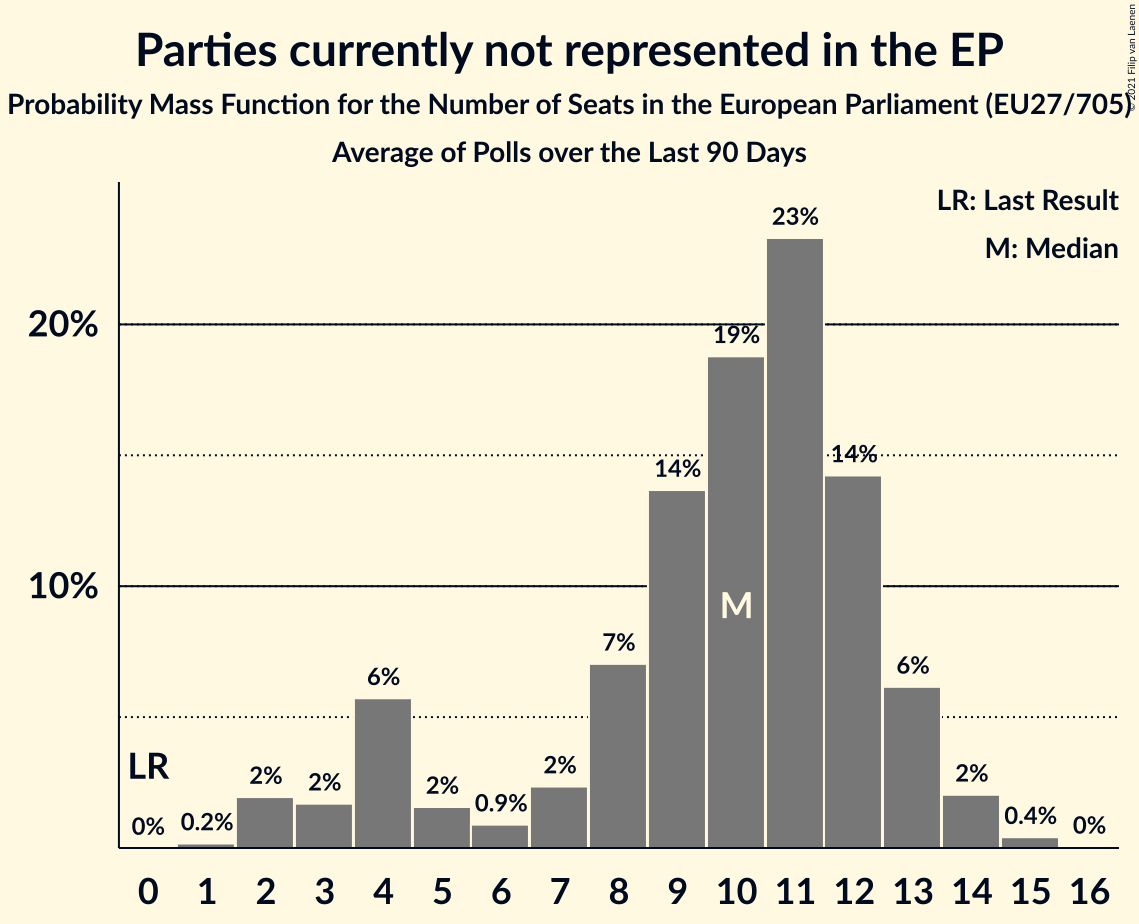 Parties currently not represented in the EP
Probability Mass Function for the Number of Seats in the European Parliament (EU27/705)
Average of Polls over the Last 90 Days
© 2021 Filip van Laenen
LR: Last Result
M: Median
20%
10%
LR
0%
0.2%
2%
2%
6%
2%
0.9%
2%
7%
14%
19%
23%
14%
6%
2%
0.4%
0%
M
0 1 2 3 4 5 6 7 8 9 10 11 12 13 14 15 16